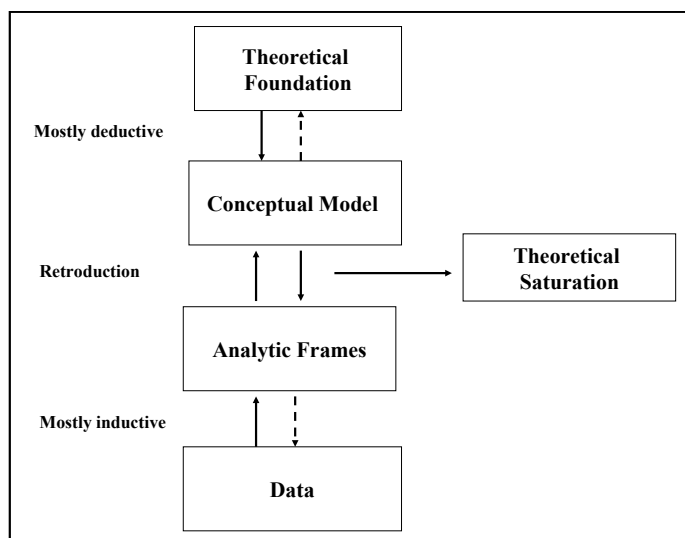 Theoretical
Foundation
Mostly deductive
Conceptual Model
Retroduction
Theoretical
Saturation
Analytic Frames
Mostly inductive
Data